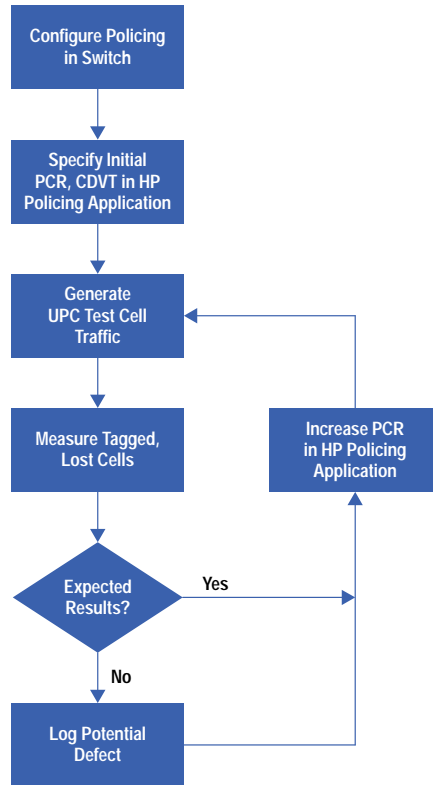 Configure Policing
in Switch
Specify Initial
PCR, CDVT in HP
Policing Application
Generate
UPC Test Cell
Traffic
Measure Tagged,
Lost Cells
Increase PCR
in HP Policing
Application
Expected
Results?
Yes
No
Log Potential
Defect